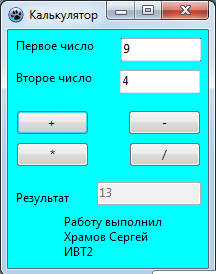 Калькулятор
Первое число 9
Второе число 4
+ -
* /
Результат 13
Работу выполнил
Храмов Сергей
ИВТ2